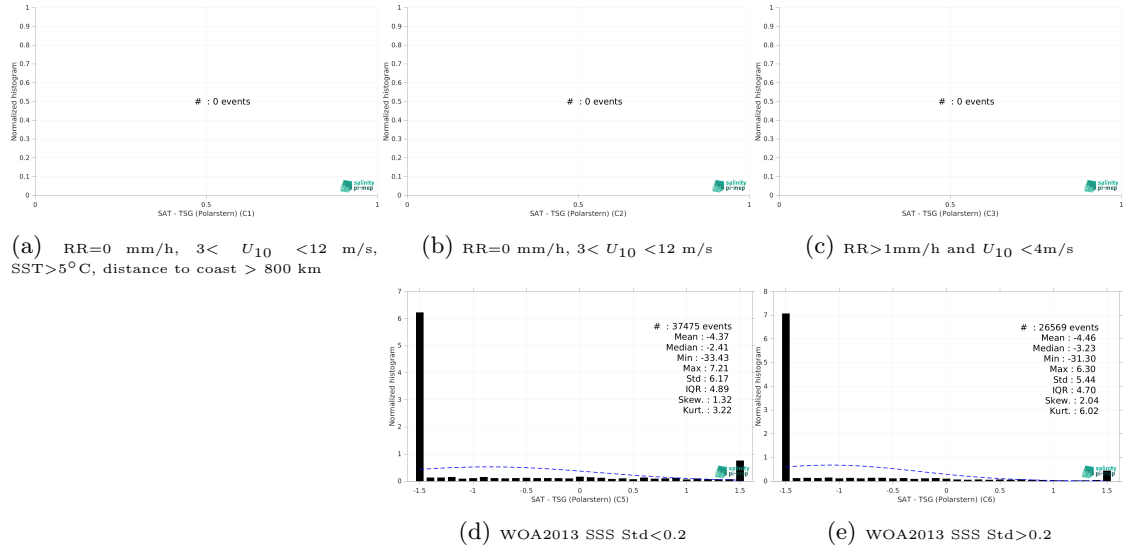 Normalized histogram
1
0.9
0.8
0.7
0.6
0.5
0.4
0.3
0.2
0.1
0
# : 0 events
salinity
pi-mep
0 0.5 1
SAT - TSG (Polarstern) (C1)
(a) RR=0 mm/h, 3< U10 <12 m/s,
SST>5°C, distance to coast > 800 km
Normalized histogram
1
0.9
0.8
0.7
0.6
0.5
0.4
0.3
0.2
0.1
0
# : 0 events
salinity
pi-mep
0 0.5 1
SAT - TSG (Polarstern) (C2)
(b) RR=0 mm/h, 3< U10 <12 m/s
Normalized histogram
1
0.9
0.8
0.7
0.6
0.5
0.4
0.3
0.2
0.1
0
# : 0 events
salinity
pi-mep
0 0.5 1
SAT - TSG (Polarstern) (C3)
(c) RR>1mm/h and U10 <4m/s
Normalized histogram
7
6
5
4
3
2
1
0
# : 37475 events
Mean : -4.37
Median : -2.41
Min : -33.43
Max : 7.21
Std : 6.17
IQR : 4.89
Skew. : 1.32
Kurt. : 3.22
salinity
pi-mep
-1.5 -1 -0.5 0 0.5 1 1.5
SAT - TSG (Polarstern) (C5)
(d) WOA2013 SSS Std<0.2
Normalized histogram
8
7
6
5
4
3
2
1
0
# : 26569 events
Mean : -4.46
Median : -3.23
Min : -31.30
Max : 6.30
Std : 5.44
IQR : 4.70
Skew. : 2.04
Kurt. : 6.02
salinity
pi-mep
-1.5 -1 -0.5 0 0.5 1 1.5
SAT - TSG (Polarstern) (C6)
(e) WOA2013 SSS Std>0.2